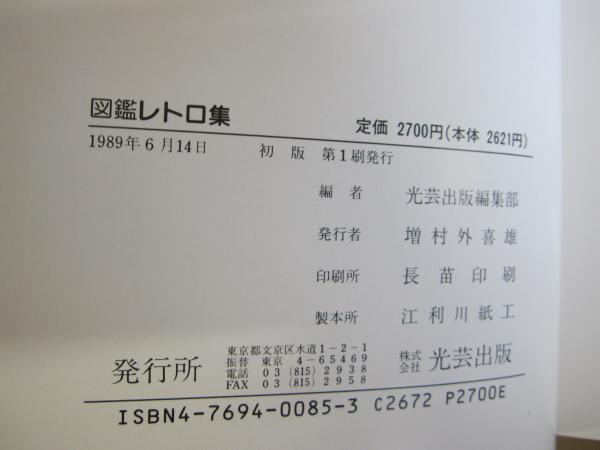 図鑑レトロ集
定価 2700円(本体 2621円)
1989年6月14日 初版 第1刷発行
編者 光芸出版編集部
発行者 増村外喜雄
印刷所 長苗印刷
製本所 江利川紙工
発行所 東京都文京区水道1-2-1 株式会社 光芸出版
振替 東京 4-65469
電話 03(815)2938
FAX 03(815)2958
ISBN4-7694-0085-3 C2672 P2700E